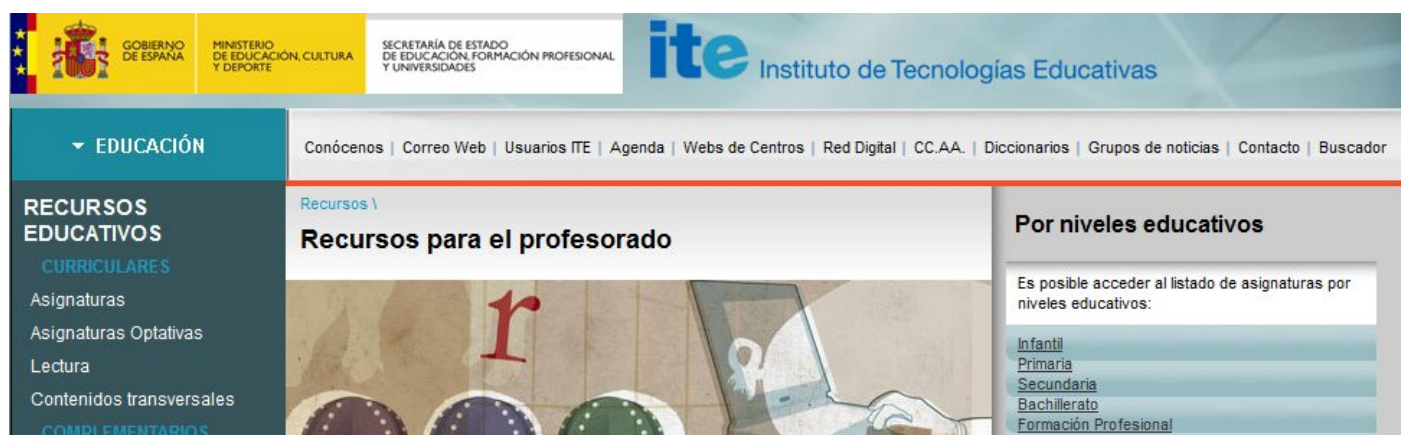 GOBIERNO
DE ESPAÑA
MINISTERIO
DE EDUCACIÓN, CULTURA
Y DEPORTE
SECRETARÍA DE ESTADO
DE EDUCACIÓN, FORMACIÓN PROFESIONAL
Y UNIVERSIDADES
ite Instituto de Tecnologías Educativas
EDUCACIÓN
Conócenos | Correo Web | Usuarios ITE | Agenda | Webs de Centros | Red Digital | CC.AA. | Diccionarios | Grupos de noticias | Contacto | Buscador
RECURSOS
EDUCATIVOS
CURRICULARES
Asignaturas
Asignaturas Optativas
Lectura
Contenidos transversales
COMPLEMENTARIOS
Recursos \
Recursos para el profesorado
r
Por niveles educativos
Es posible acceder al listado de asignaturas por
niveles educativos:
Infantil
Primaria
Secundaria
Bachillerato
Formación Profesional